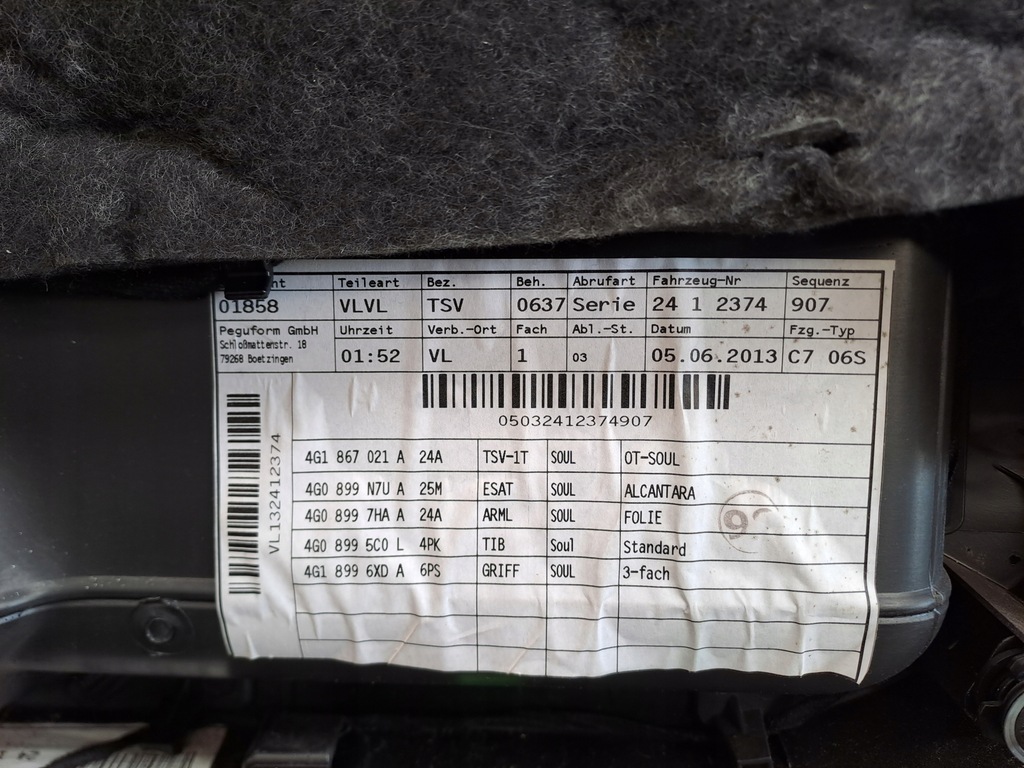 nt Teileart Bez. Beh. Abrufart Fahrzeug-Nr Sequenz
01858 VLVL TSV 0637 Serie 24 1 2374 907
Peguform GmbH Uhrzeit Verb.-Ort Fach Abl.-St. Datum Fzg.-Typ
Schloßmattenstr. 18
79268 Boetzingen 01:52 VL 1 03 05.06.2013 C7 06S
05032412374907
VL132412374
4G1 867 021 A 24A TSV-1T SOUL OT-SOUL
4G0 899 N7U A 25M ESAT SOUL ALCANTARA
4G0 899 7HA A 24A ARML SOUL FOLIE
4G0 899 5C0 L 4PK TIB Soul Standard
4G1 899 6XD A 6PS GRIFF SOUL 3-fach